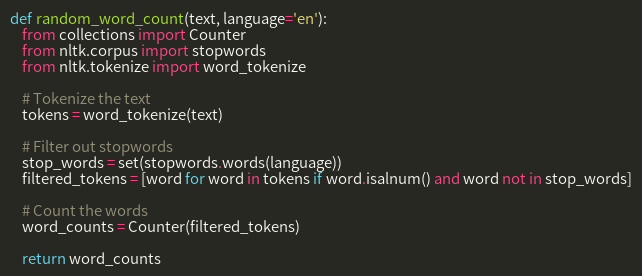 def random_word_count(text, language='en'):
    from collections import Counter
    from nltk.corpus import stopwords
    from nltk.tokenize import word_tokenize

    # Tokenize the text
    tokens = word_tokenize(text)

    # Filter out stopwords
    stop_words = set(stopwords.words(language))
    filtered_tokens = [word for word in tokens if word.isalnum() and word not in stop_words]

    # Count the words
    word_counts = Counter(filtered_tokens)

    return word_counts